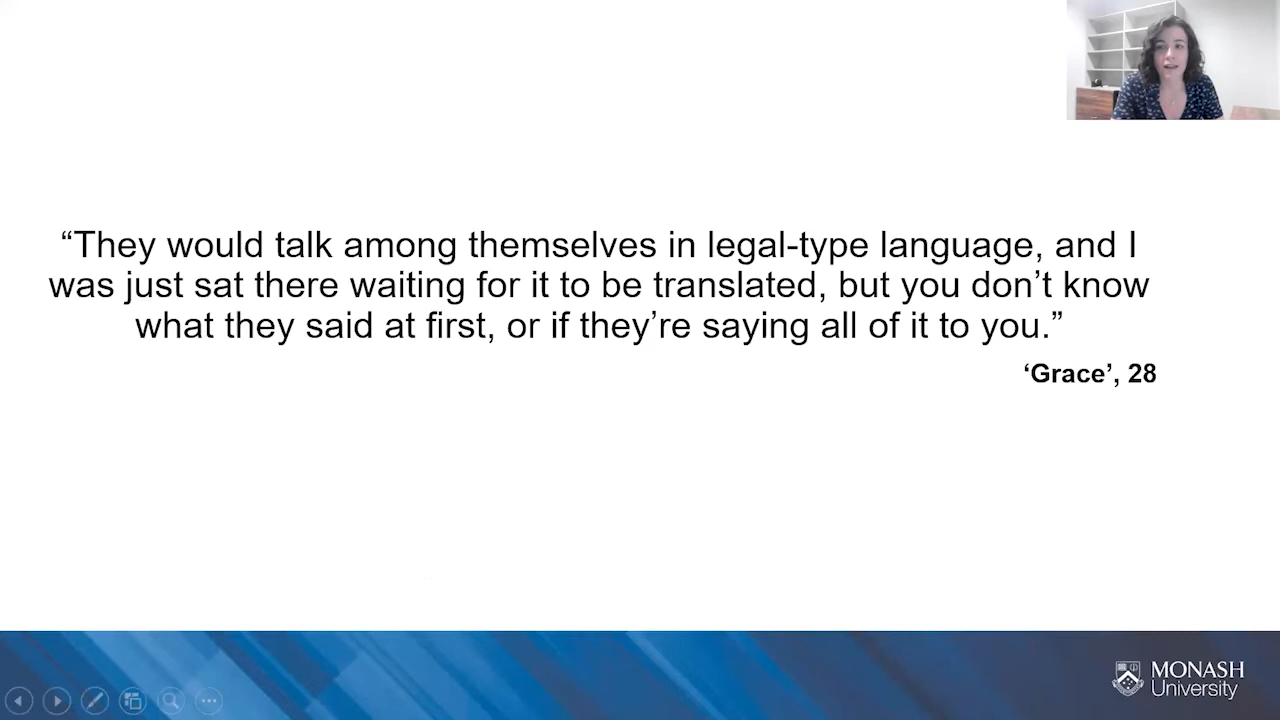 “They would talk among themselves in legal-type language, and I
was just sat there waiting for it to be translated, but you don’t know
what they said at first, or if they’re saying all of it to you.”
‘Grace’, 28
MONASH
University